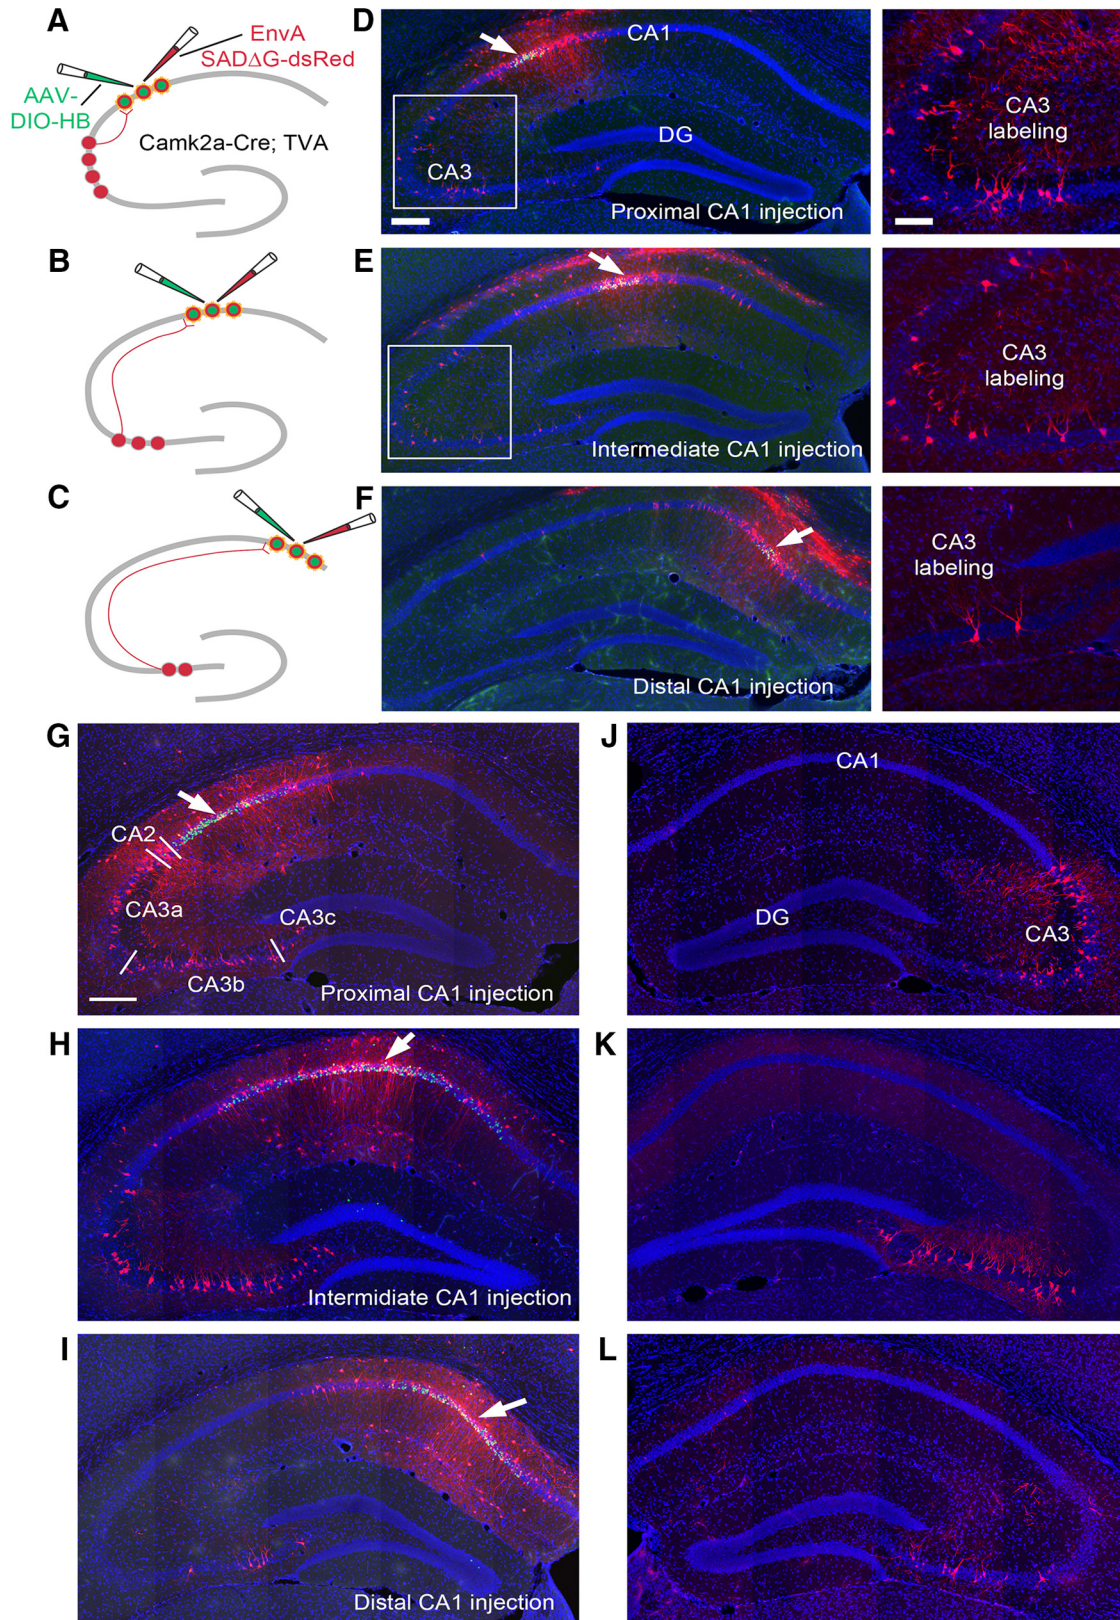 A
EnvA
SAD∆G-dsRed
AAV-
DIO-HB
Camk2a-Cre; TVA
D
CA1
DG
CA3
Proximal CA1 injection
CA3
labeling
B
E
Intermediate CA1 injection
CA3
labeling
C
F
Distal CA1 injection
CA3
labeling
G
CA2
CA3a
CA3c
CA3b
Proximal CA1 injection
J
CA1
DG
CA3
H
Intermidiate CA1 injection
K
I
Distal CA1 injection
L